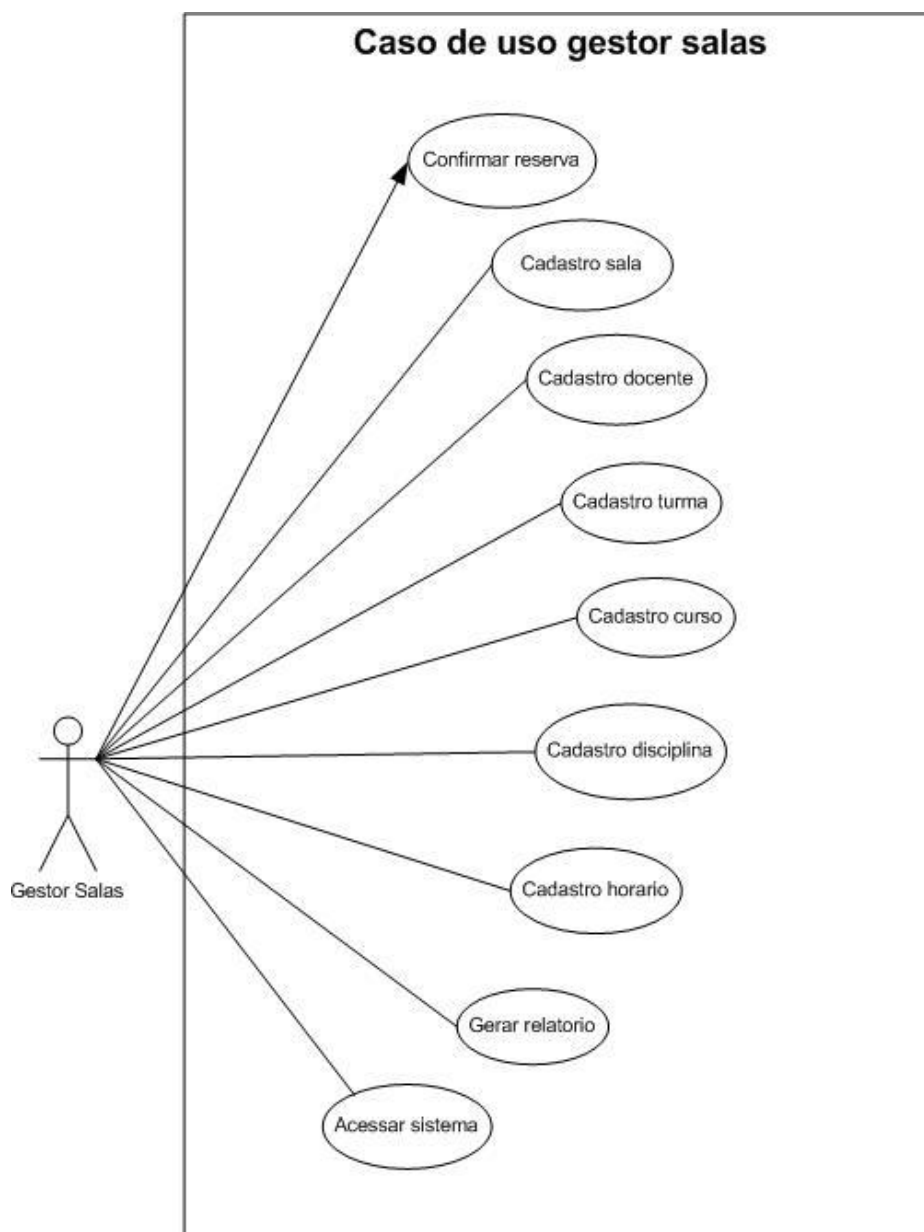 Caso de uso gestor salas
Confirmar reserva
Cadastro sala
Cadastro docente
Cadastro turma
Cadastro curso
Cadastro disciplina
Cadastro horario
Gestor Salas
Gerar relatorio
Acessar sistema